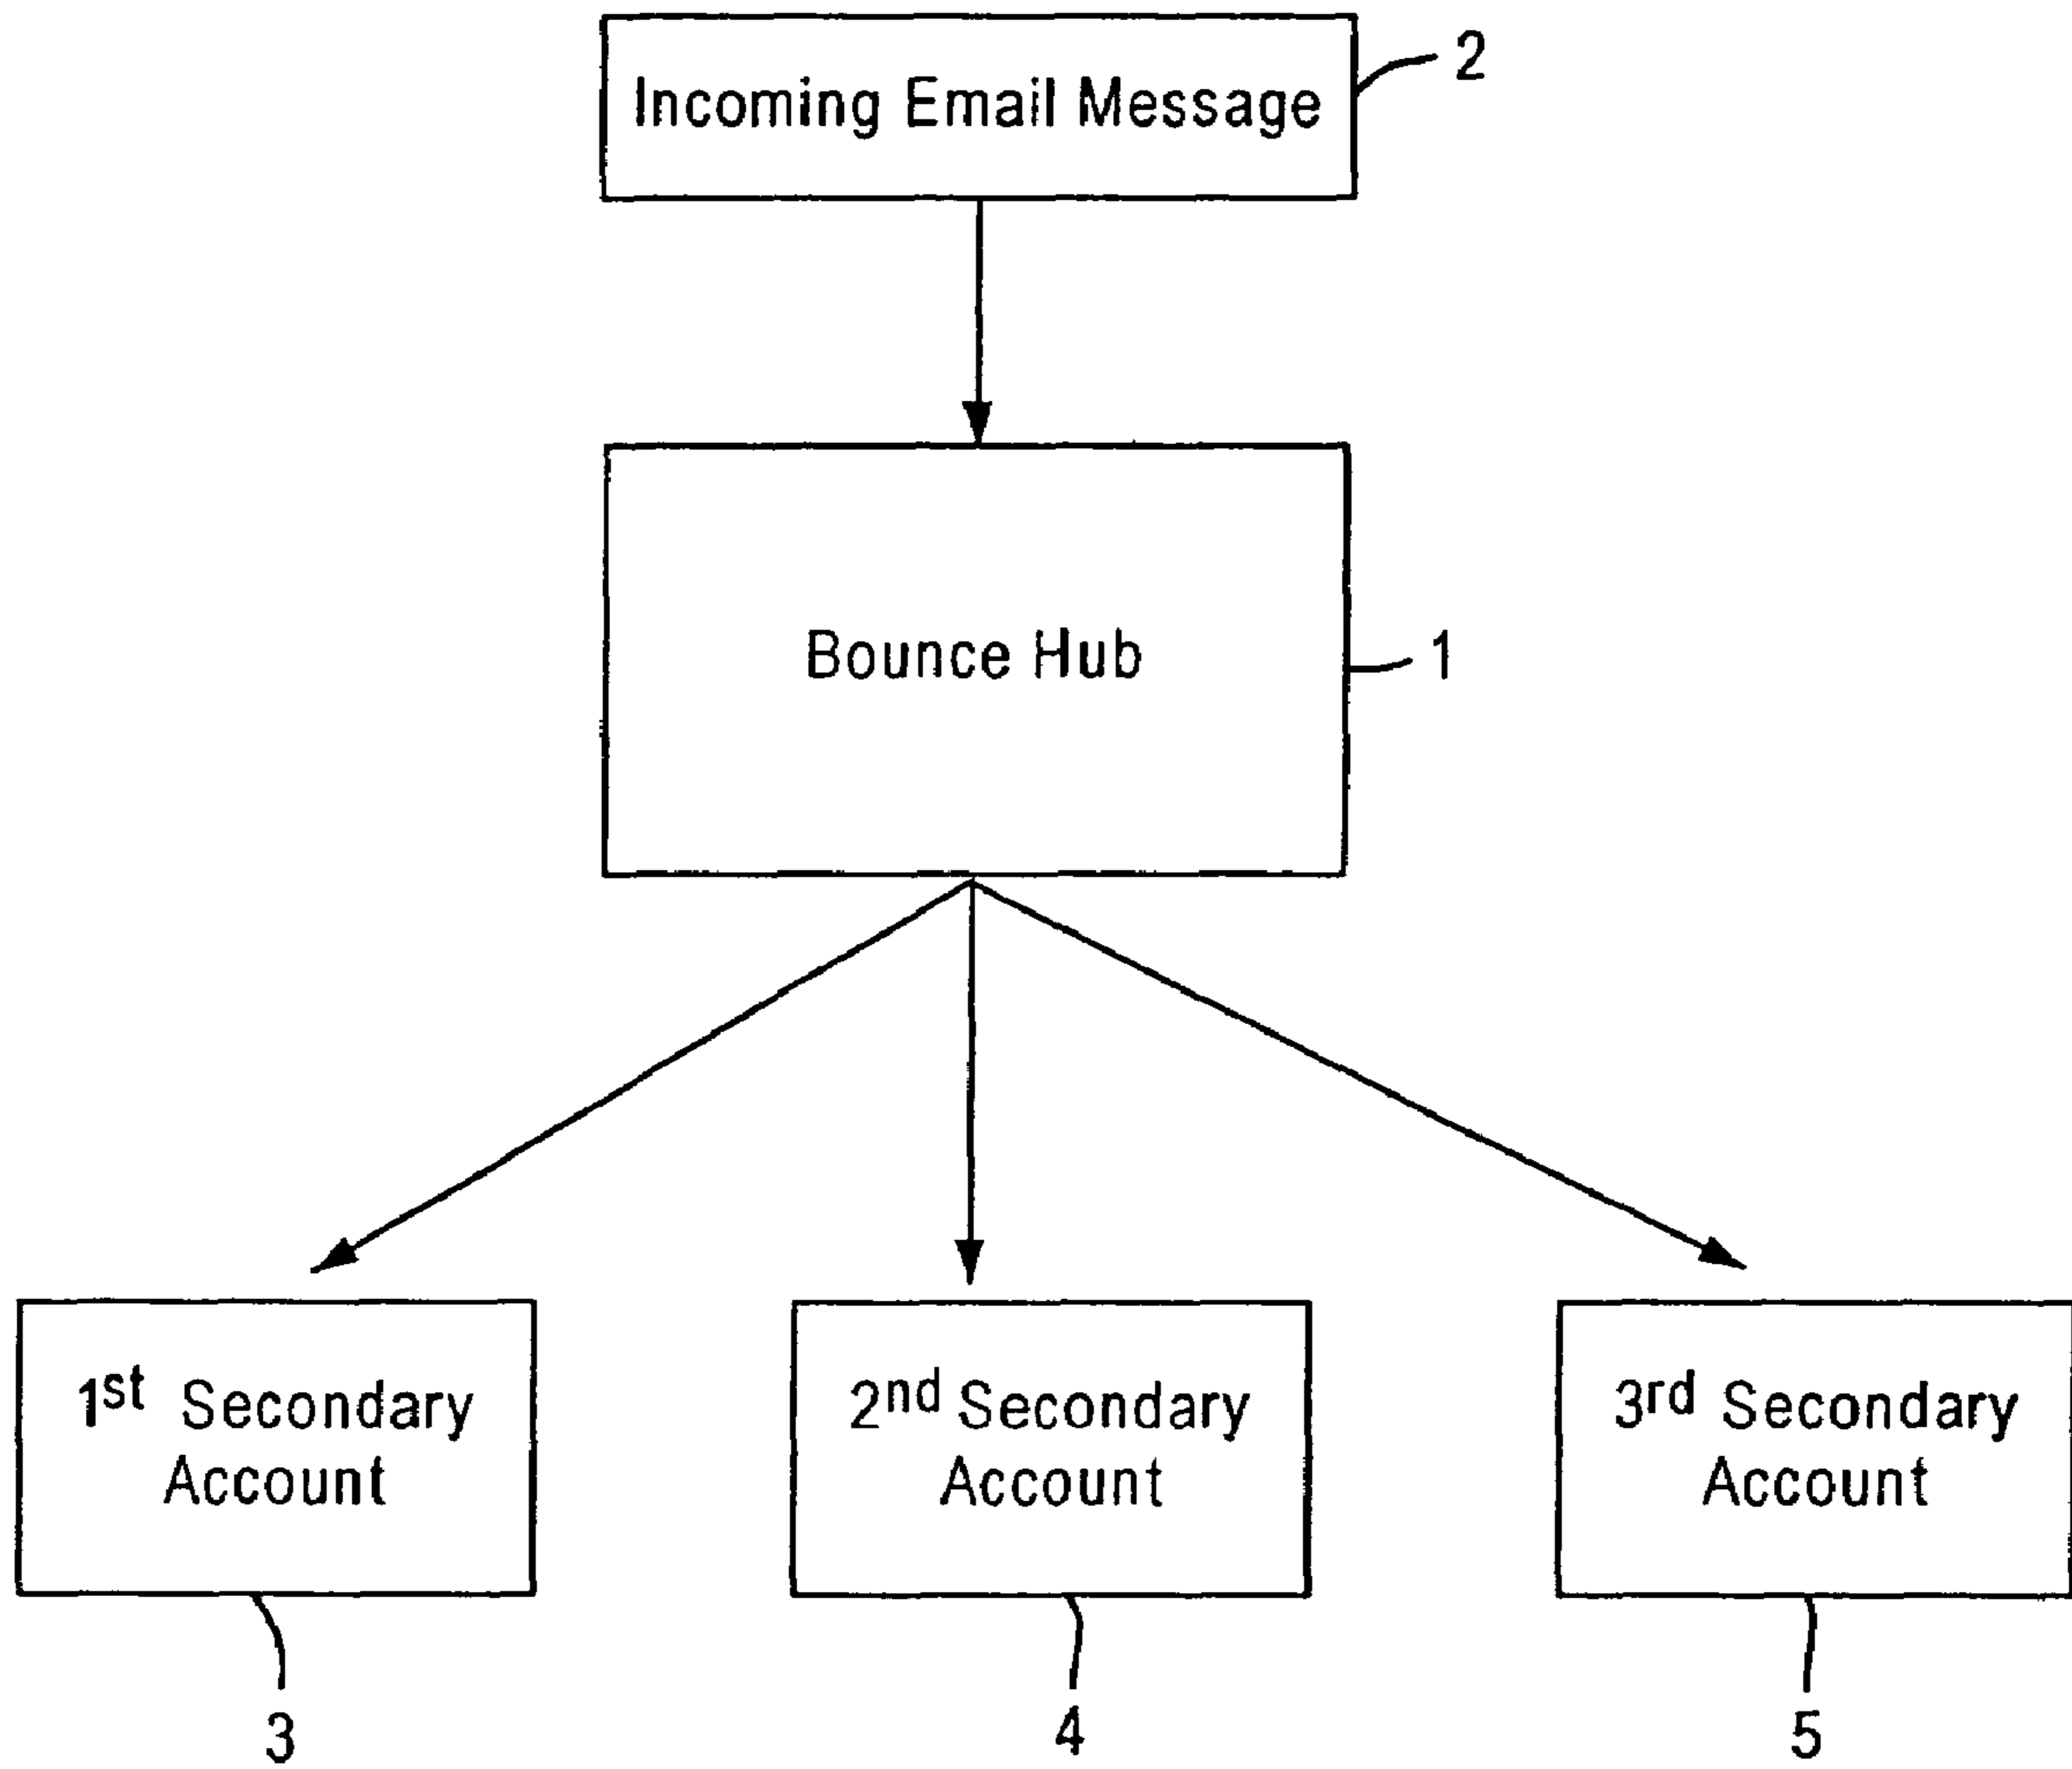 Incoming Email Message
2
Bounce Hub
1
1st Secondary
Account
2nd Secondary
Account
3rd Secondary
Account
3
4
5